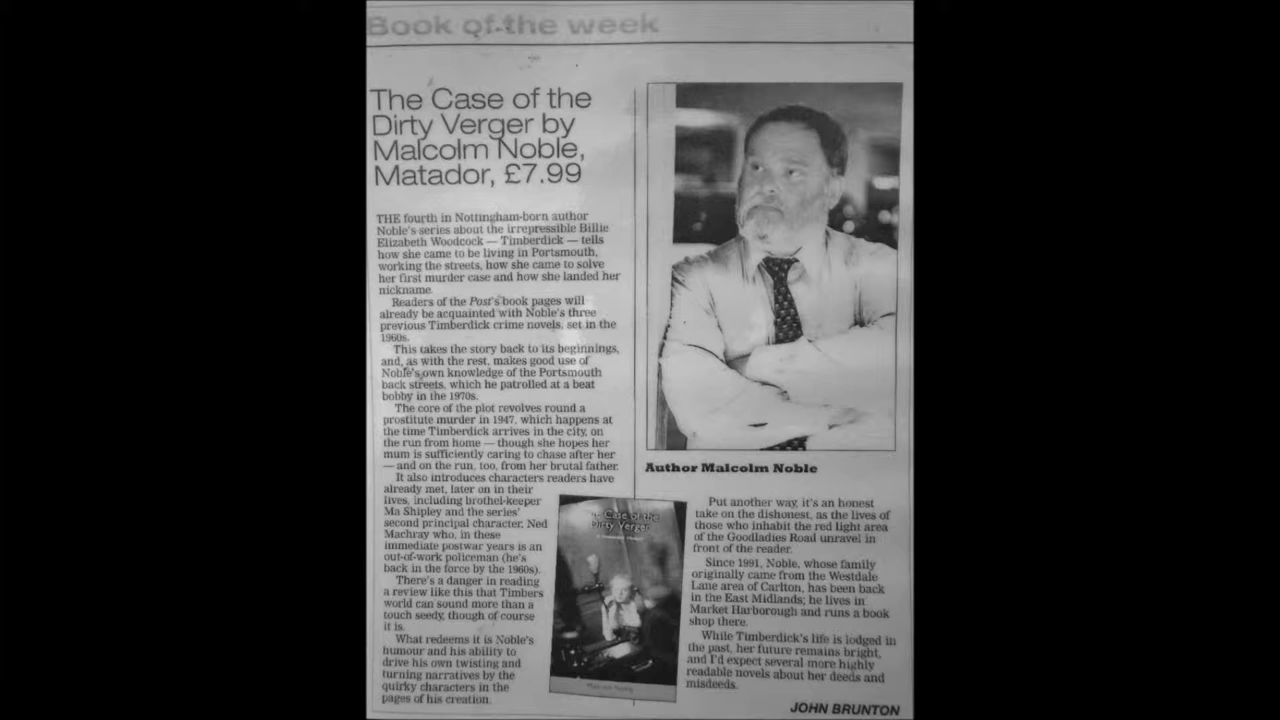 Book of the week
The Case of the
Dirty Verger by
Malcolm Noble,
Matador, £7.99
THE fourth in Nottingham-born author
Noble's series about the irrepressible Billie
Elizabeth Woodcock — Timberdick — tells
how she came to be living in Portsmouth,
working the streets, how she came to solve
her first murder case and how she landed her
nickname.
Readers of the Post's book pages will
already be acquainted with Noble's three
previous Timberdick crime novels, set in the
1960s.
This takes the story back to its beginnings,
and, as with the rest, makes good use of
Noble's own knowledge of the Portsmouth
back streets, which he patrolled at a beat
bobby in the 1970s.
The core of the plot revolves round a
prostitute murder in 1947, which happens at
the time Timberdick arrives in the city, on
the run from home — though she hopes her
mum is sufficiently caring to chase after her
— and on the run, too, from her brutal father.
It also introduces characters readers have
already met, later on in their
lives, including brothel-keeper
Ma Shipley and the series'
second principal character, Ned
Machray who, in these
immediate postwar years is an
out-of-work policeman (he's
back in the force by the 1960s).
There's a danger in reading
a review like this that Timbers
world can sound more than a
touch seedy, though of course
it is.
What redeems it is Noble's
humour and his ability to
drive his own twisting and
turning narratives by the
quirky characters in the
pages of his creation.
Author Malcolm Noble
Case of the
Dirty Verger
Put another way, it's an honest
take on the dishonest, as the lives of
those who inhabit the red light area
of the Goodladies Road unravel in
front of the reader.
Since 1991, Noble, whose family
originally came from the Westdale
Lane area of Carlton, has been back
in the East Midlands; he lives in
Market Harborough and runs a book
shop there.
While Timberdick's life is lodged in
the past, her future remains bright,
and I'd expect several more highly
readable novels about her deeds and
misdeeds.
JOHN BRUNTON